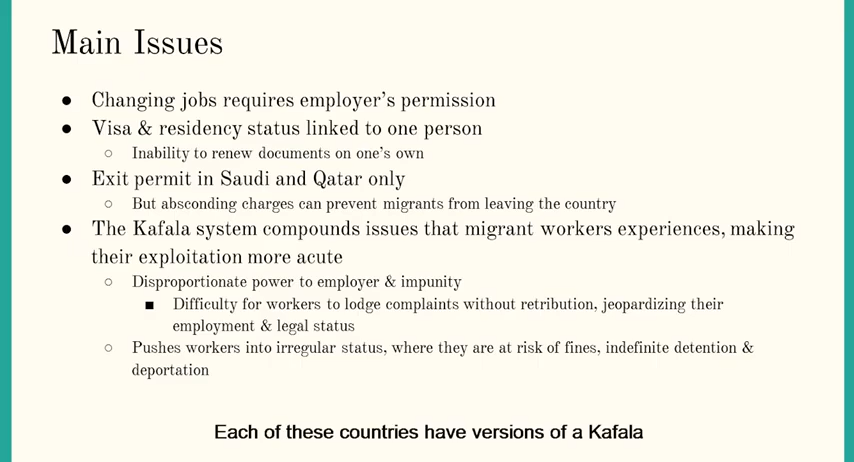 Main Issues
● Changing jobs requires employer's permission
● Visa & residency status linked to one person
○ Inability to renew documents on one's own
● Exit permit in Saudi and Qatar only
○ But absconding charges can prevent migrants from leaving the country
● The Kafala system compounds issues that migrant workers experiences, making
their exploitation more acute
○ Disproportionate power to employer & impunity
■ Difficulty for workers to lodge complaints without retribution, jeopardizing their
employment & legal status
○ Pushes workers into irregular status, where they are at risk of fines, indefinite detention &
deportation
Each of these countries have versions of a Kafala